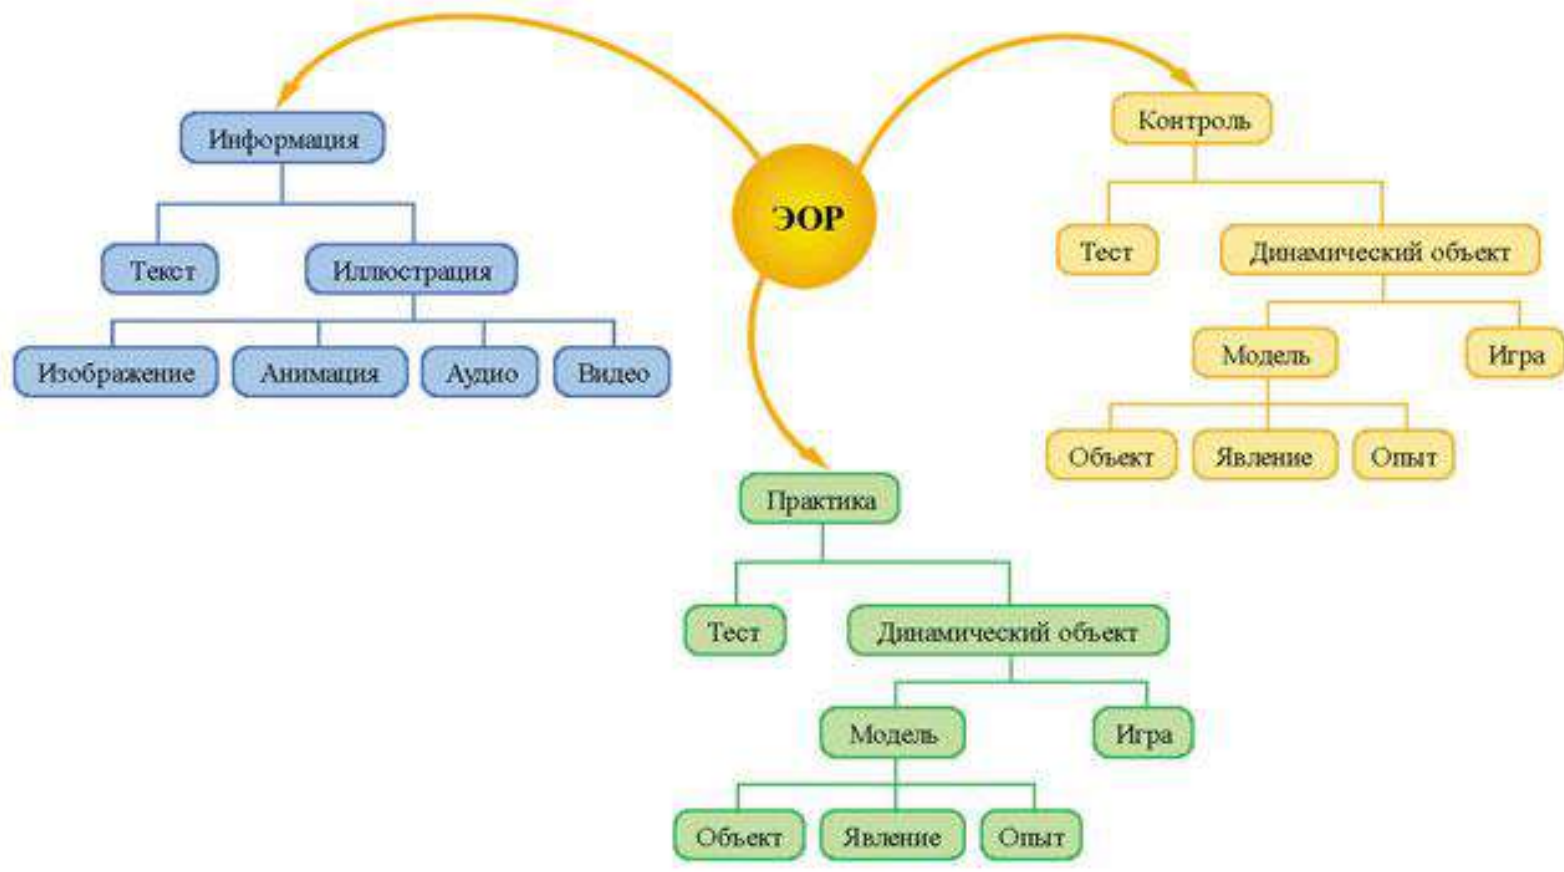 ЭОР
Информация
Текст
Иллюстрация
Изображение
Анимация
Аудио
Видео
Контроль
Тест
Динамический объект
Модель
Игра
Объект
Явление
Опыт
Практика
Тест
Динамический объект
Модель
Игра
Объект
Явление
Опыт